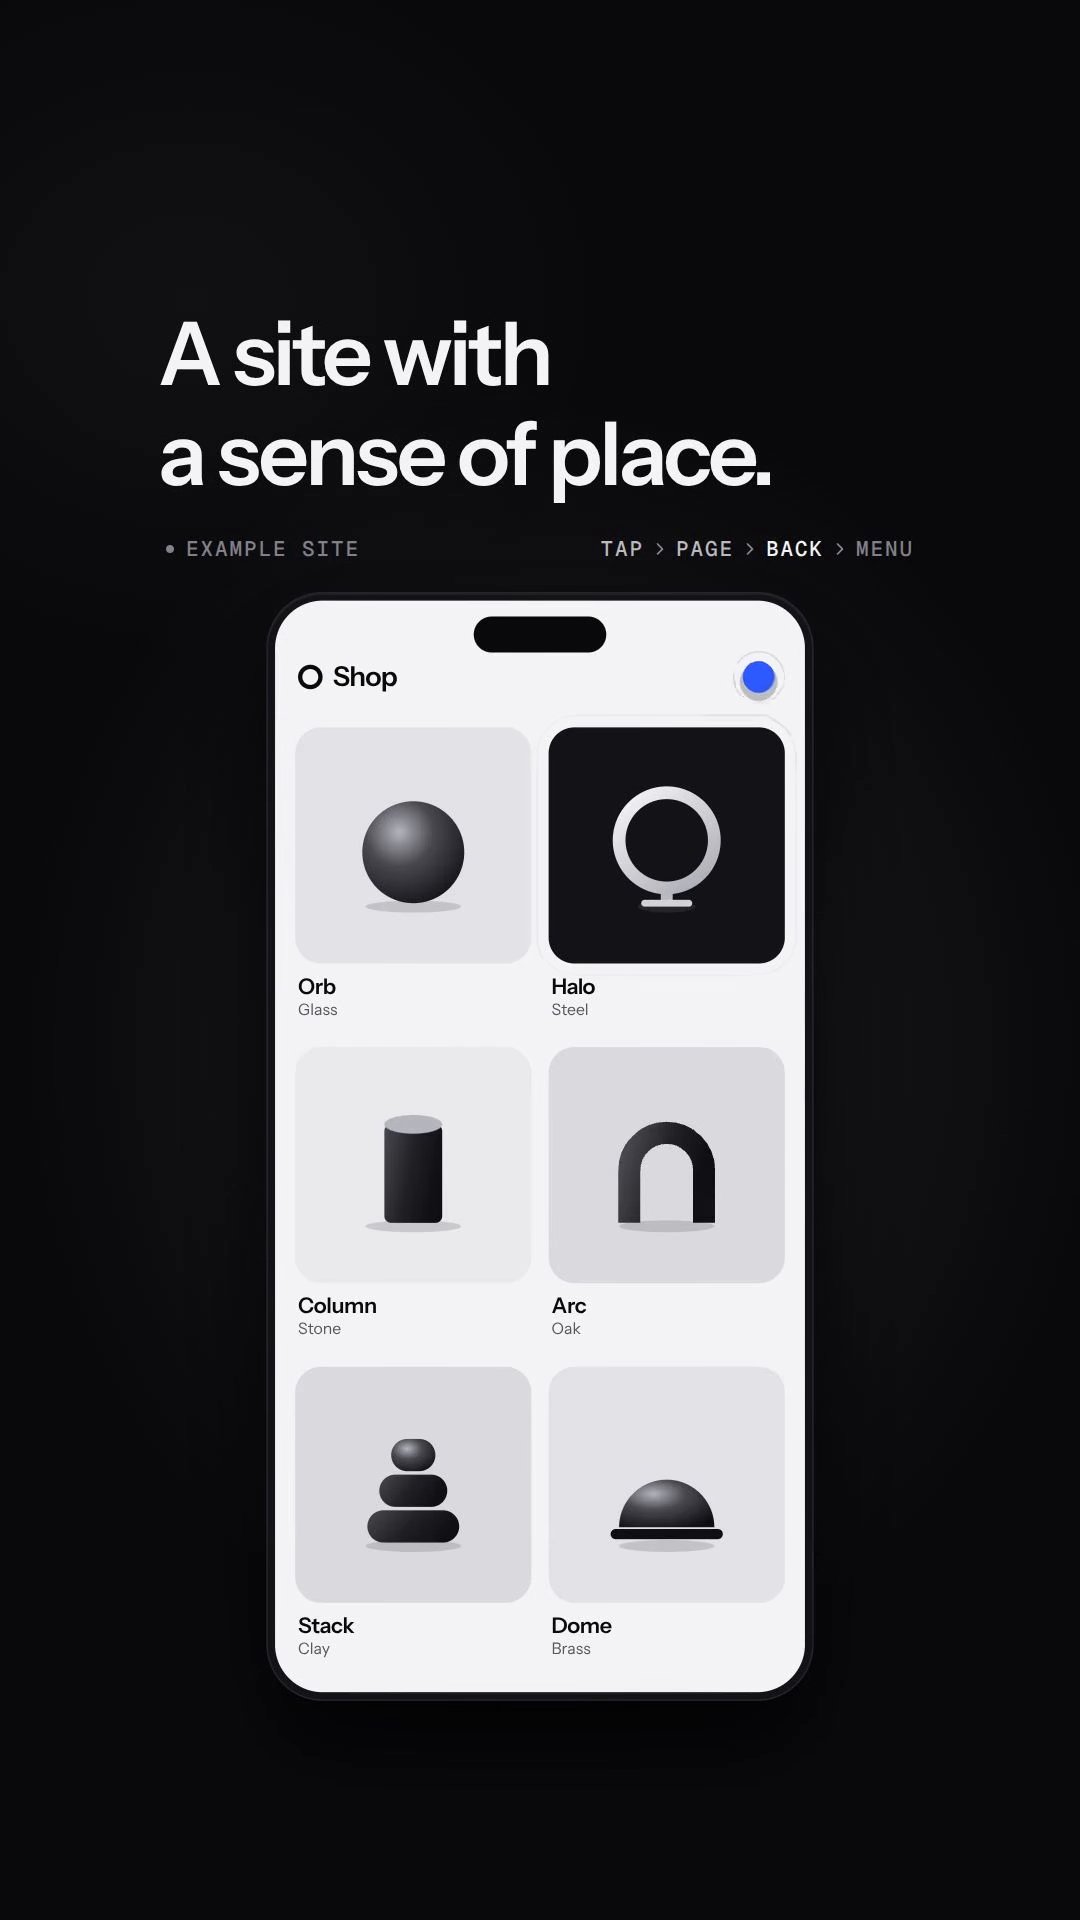 A site with
a sense of place.
EXAMPLE SITE
TAP > PAGE > BACK > MENU
Shop
Orb
Glass
Halo
Steel
Column
Stone
Arc
Oak
Stack
Clay
Dome
Brass